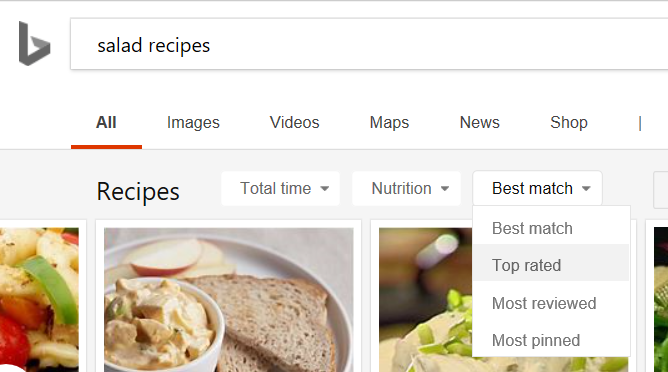 salad recipes
All Images Videos Maps News Shop |
Recipes Total time Nutrition Best match
Best match
Top rated
Most reviewed
Most pinned